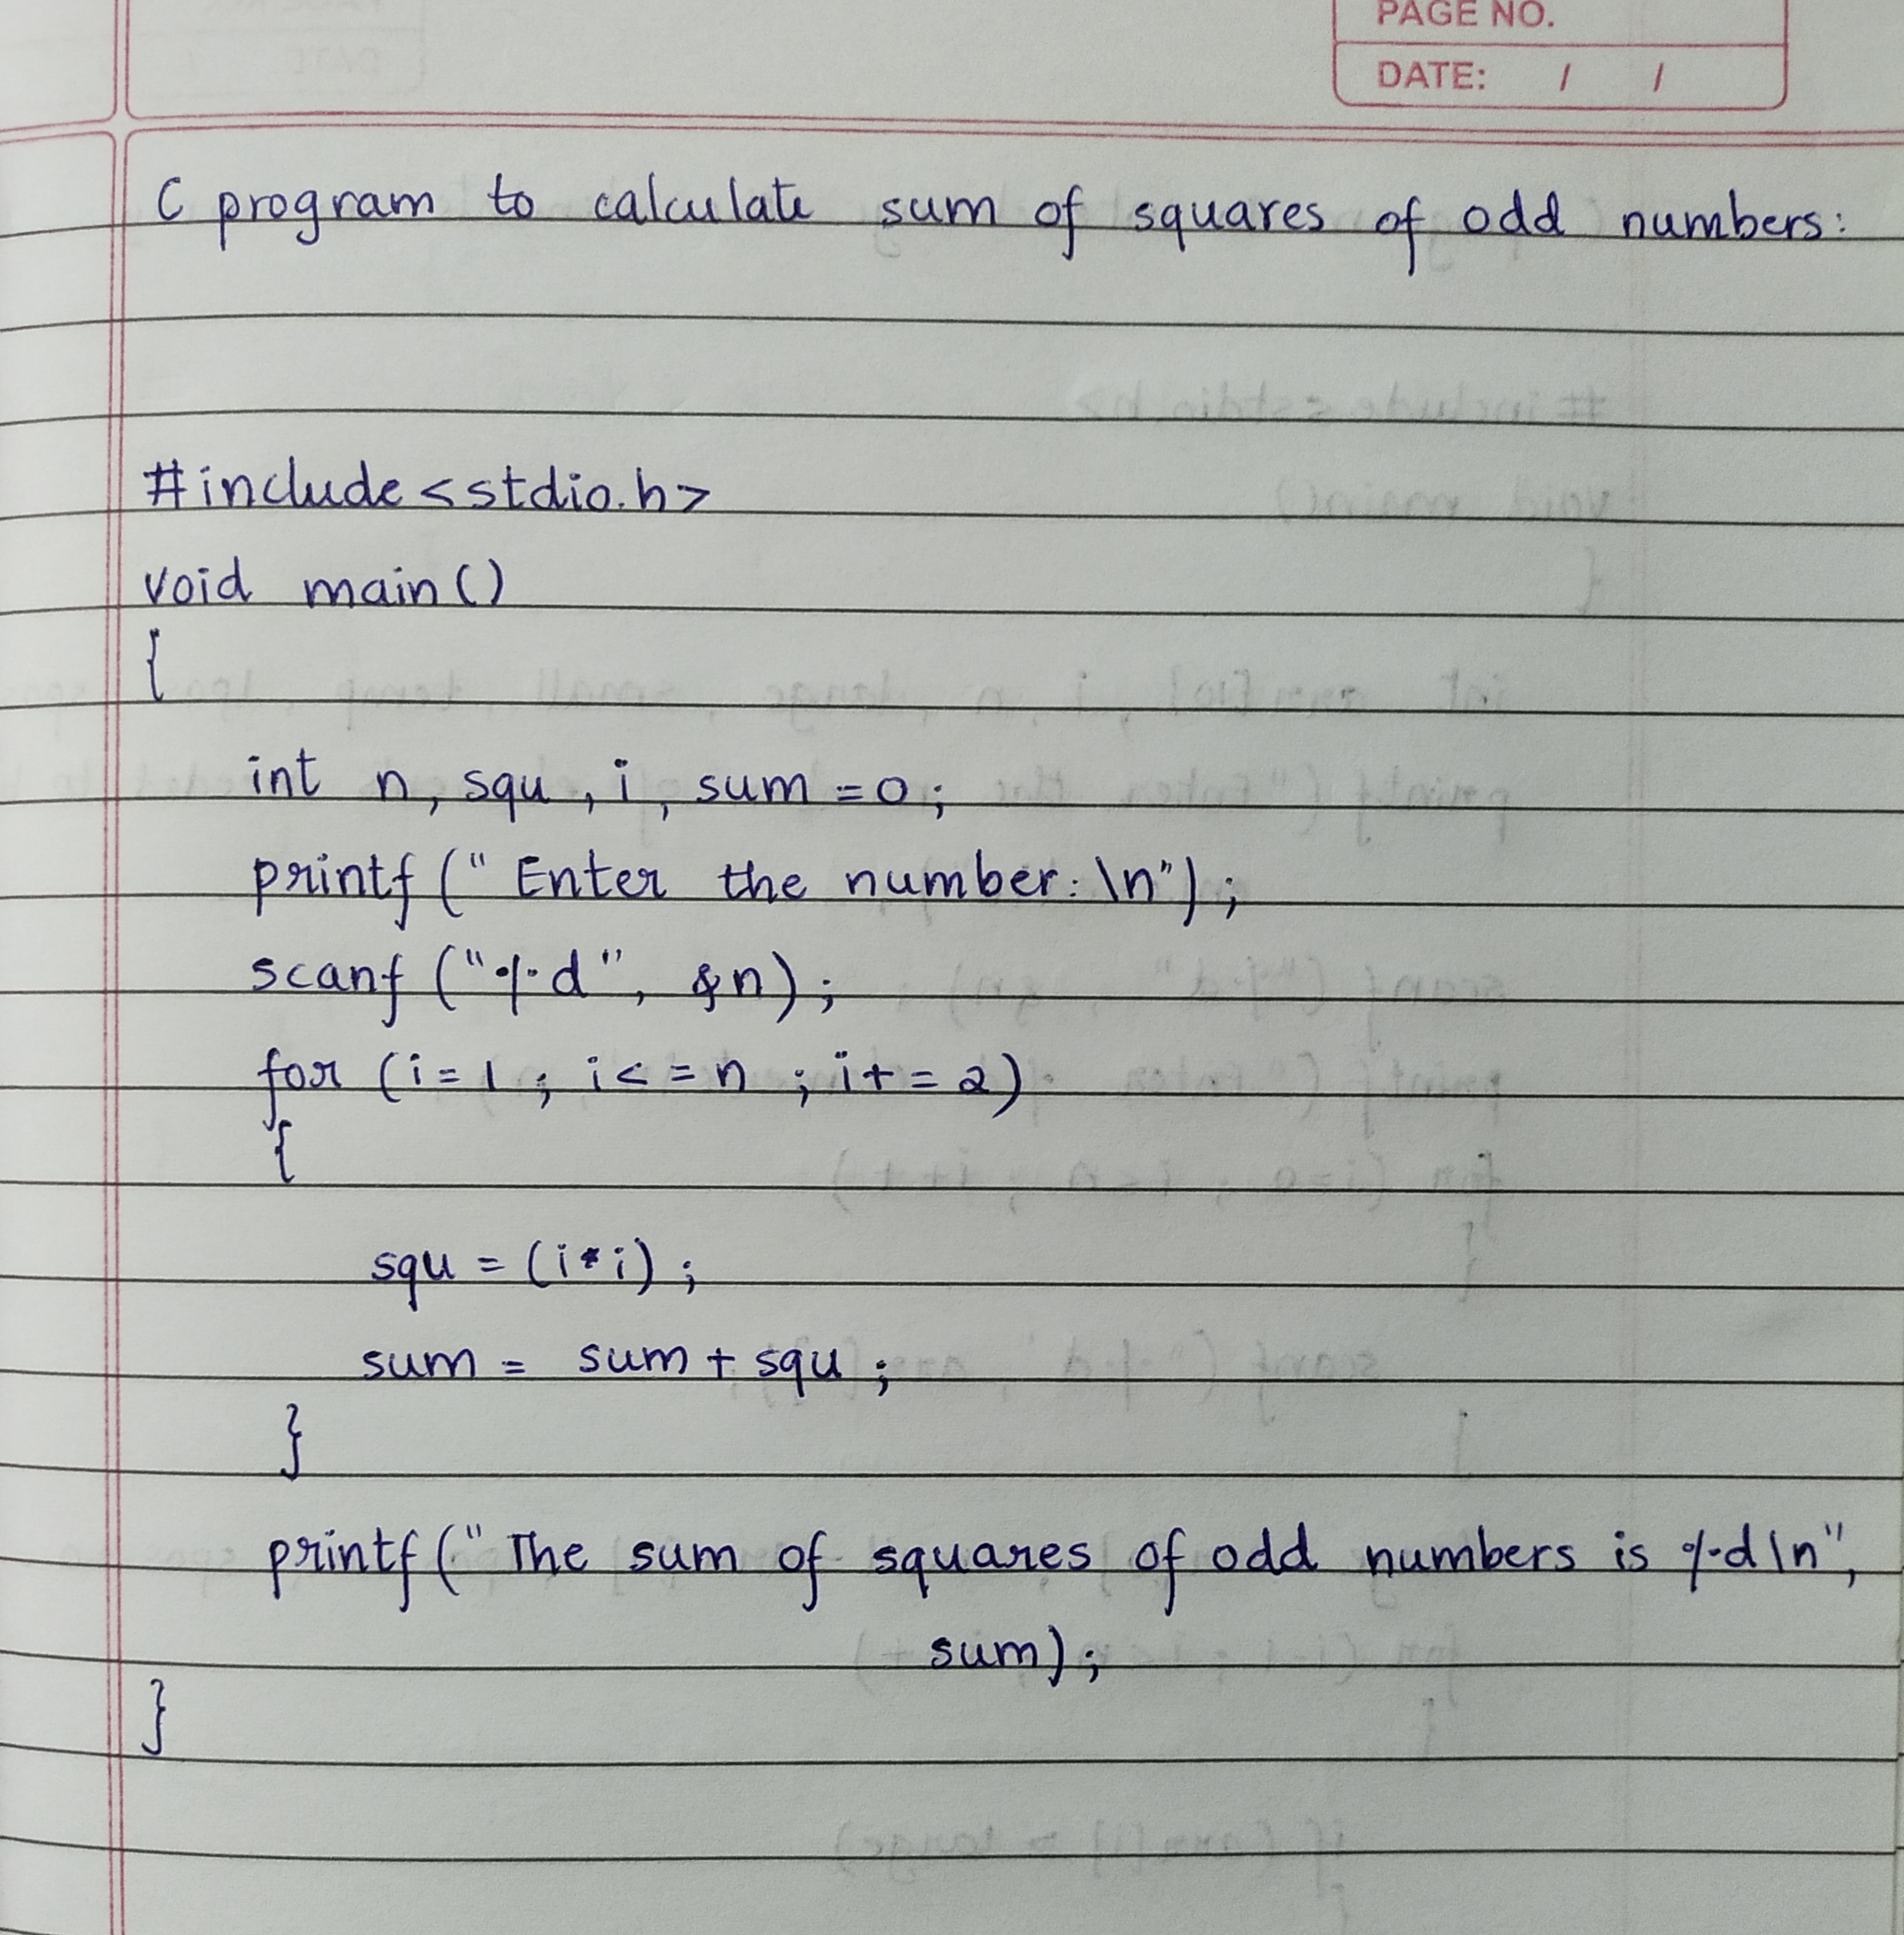 PAGE NO.
DATE: / /
C program to calculate sum of squares of odd numbers:
#include<stdio.h>
void main()
{
int n, squ, i, sum=0;
printf("Enter the number:\n");
scanf("%d", &n);
for (i=1; i<=n; i+=2)
{
squ = (i*i);
sum = sum + squ;
}
printf("The sum of squares of odd numbers is %d\n",
sum);
}